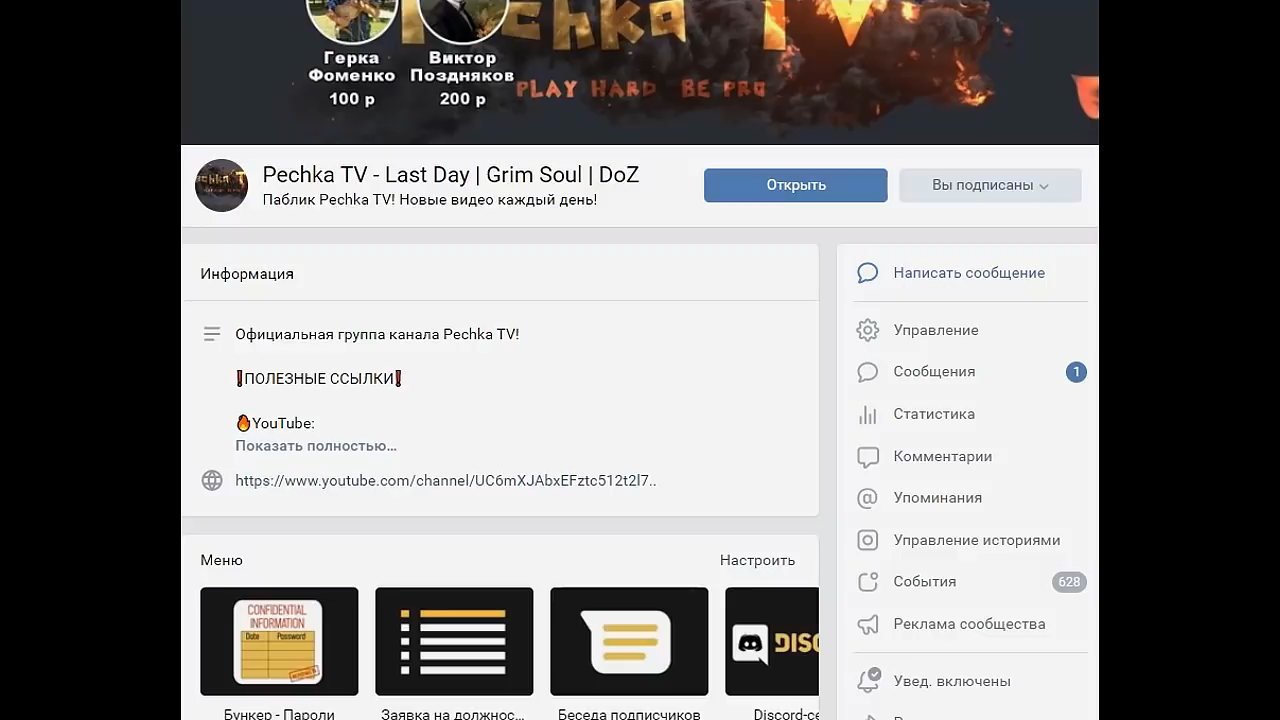 chka TV
Герка Фоменко
100 р
Виктор Поздняков
200 р
PLAY HARD BE PRO
Pechka TV - Last Day | Grim Soul | DoZ
Паблик Pechka TV! Новые видео каждый день!
Открыть
Вы подписаны
Информация
Официальная группа канала Pechka TV!
❗ПОЛЕЗНЫЕ ССЫЛКИ❗
🔥YouTube:
Показать полностью…
https://www.youtube.com/channel/UC6mXJAbxEFztc512t2l7..
Меню
Настроить
CONFIDENTIAL
INFORMATION
Date Password
DISC
Бункер - Пароли
Заявка на должнос...
Беседа подписчиков
Discord-се
Написать сообщение
Управление
Сообщения 1
Статистика
Комментарии
Упоминания
Управление историями
События 628
Реклама сообщества
Увед. включены